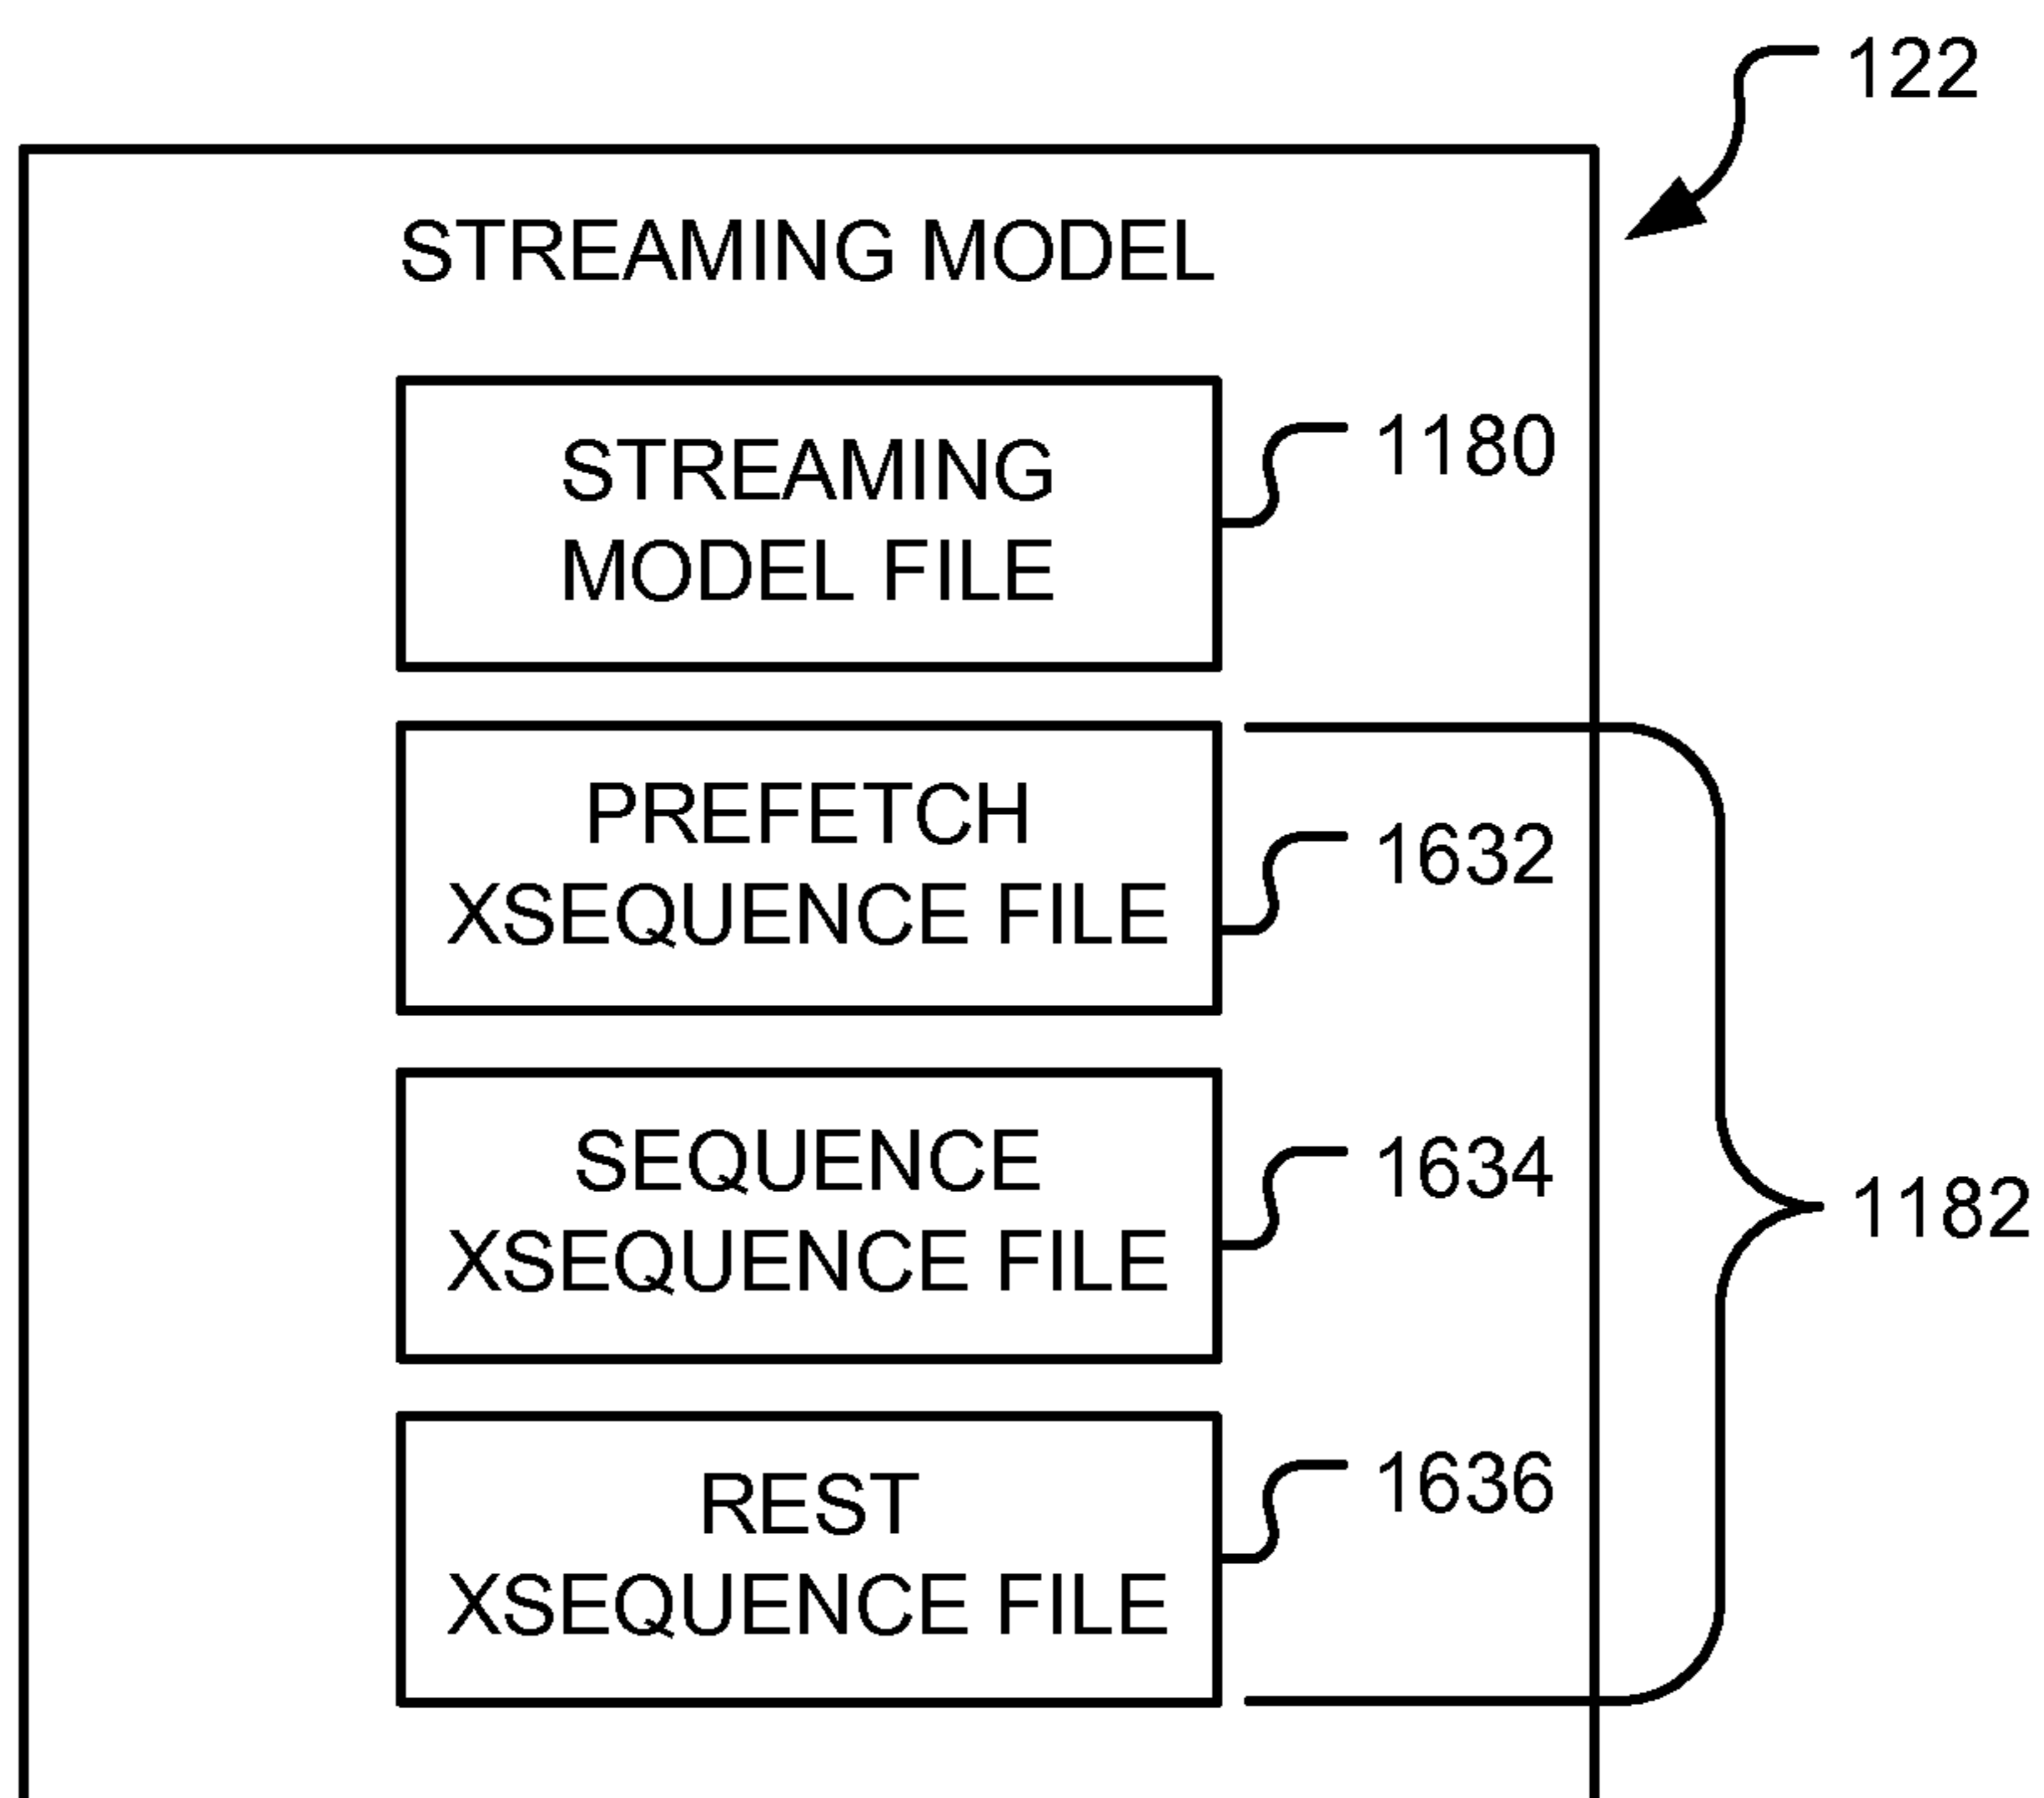 122
STREAMING MODEL
STREAMING
MODEL FILE
1180
PREFETCH
XSEQUENCE FILE
1632
SEQUENCE
XSEQUENCE FILE
1634
1182
REST
XSEQUENCE FILE
1636